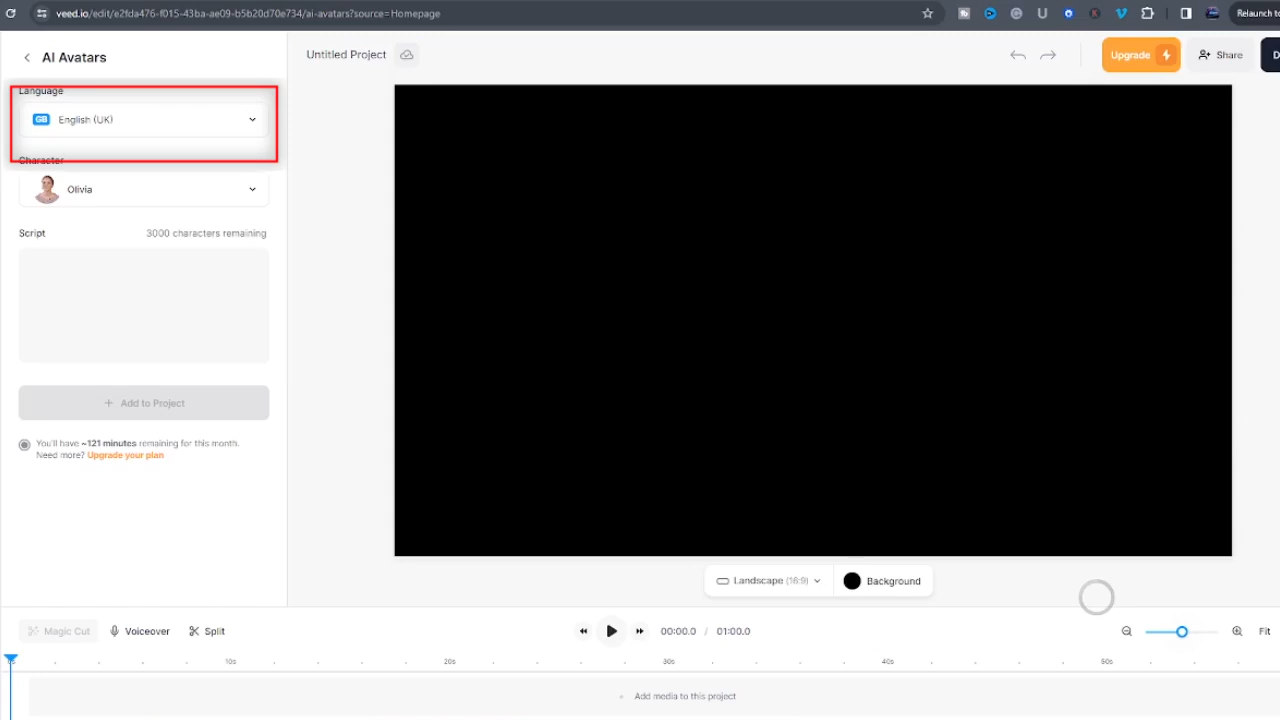 veed.io/edit/e2fda476-f015-43ba-ae09-b5b20d70e734/ai-avatars?source=Homepage
Relaunch to
AI Avatars
Untitled Project
Upgrade
Share
D
Language
GB English (UK)
Character
Olivia
Script 3000 characters remaining
+ Add to Project
You'll have ~121 minutes remaining for this month.
Need more? Upgrade your plan
Landscape (16:9)
Background
Magic Cut
Voiceover
Split
00:00.0 / 01:00.0
Fit
10s 20s 30s 40s 50s
+ Add media to this project